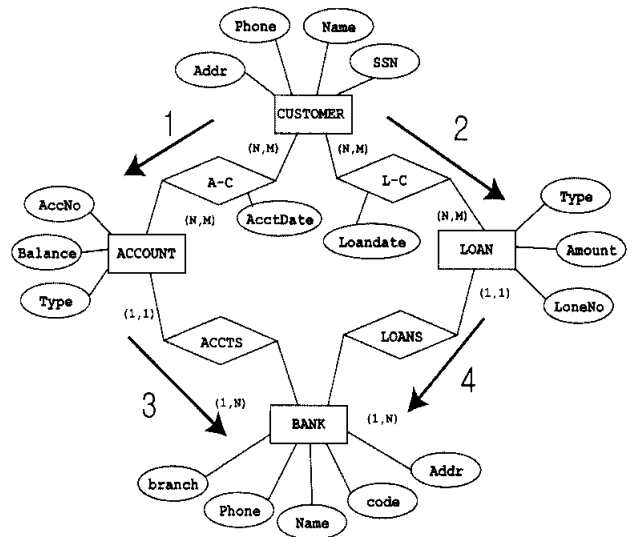 Phone
Name
Addr
SSN
CUSTOMER
1
2
(N,M)
(N,M)
A-C
L-C
AccNo
AcctDate
Type
(N,M)
Loandate
(N,M)
Balance
ACCOUNT
LOAN
Amount
Type
(1,1)
(1,1)
LoneNo
ACCTS
LOANS
3
4
(1,N)
(1,N)
BANK
branch
Addr
Phone
code
Name